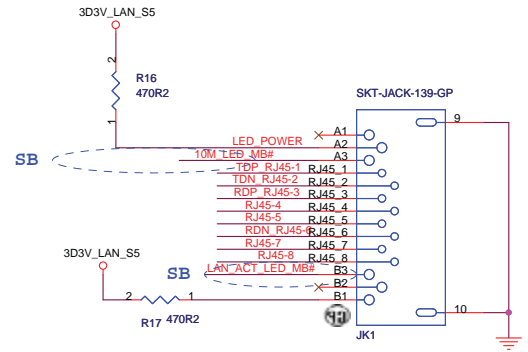 3D3V_LAN_S5
2
R16
470R2
1
SKT-JACK-139-GP
9
LED_POWER
A1
A2
SB
10M_LED_MB#
A3
TDP_RJ45-1
RJ45_1
TDN_RJ45-2
RJ45_2
RDP_RJ45-3
RJ45_3
RJ45-4
RJ45_4
RJ45-5
RJ45_5
RDN_RJ45-6
RJ45_6
RJ45-7
RJ45_7
RJ45-8
RJ45_8
3D3V_LAN_S5
SB
LAN_ACT_LED_MB#
B3
B2
2
1
B1
R17
470R2
10
JK1